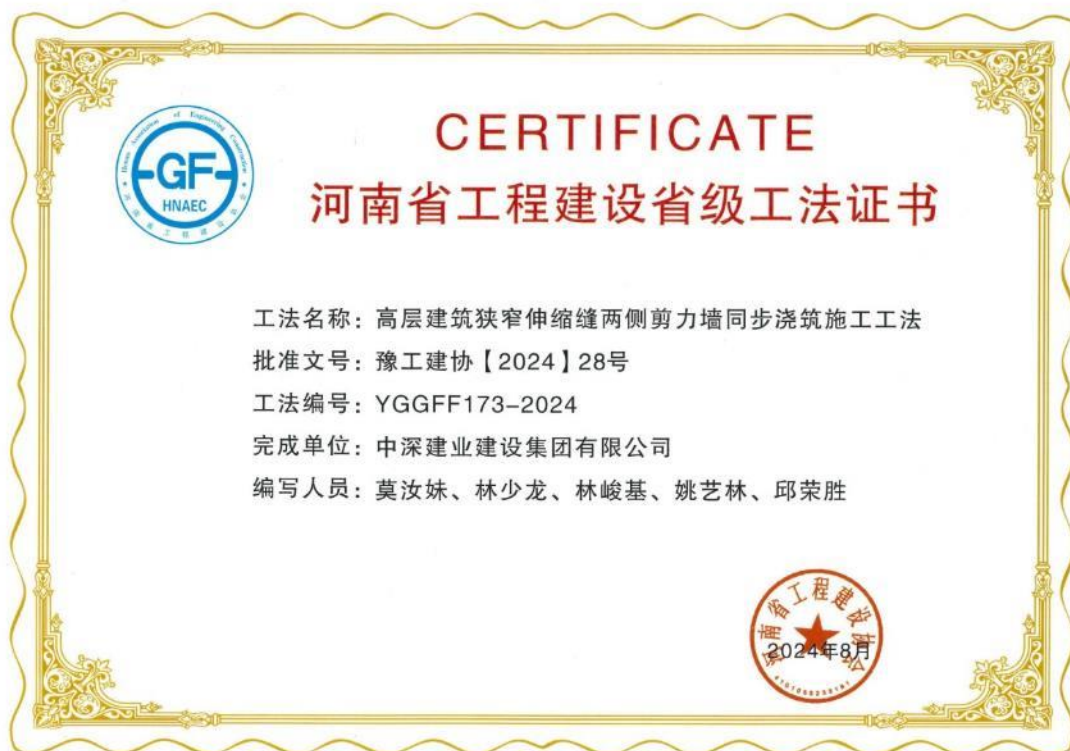 Henan Association of Engineering Construction
GF
HNAEC
CERTIFICATE
河南省工程建设省级工法证书
工法名称：高层建筑狭窄伸缩缝两侧剪力墙同步浇筑施工工法
批准文号：豫工建协【2024】28号
工法编号：YGGFF173-2024
完成单位：中深建业建设集团有限公司
编写人员：莫汝妹、林少龙、林峻基、姚艺林、邱荣胜
河南省工程建设协会
2024年8月